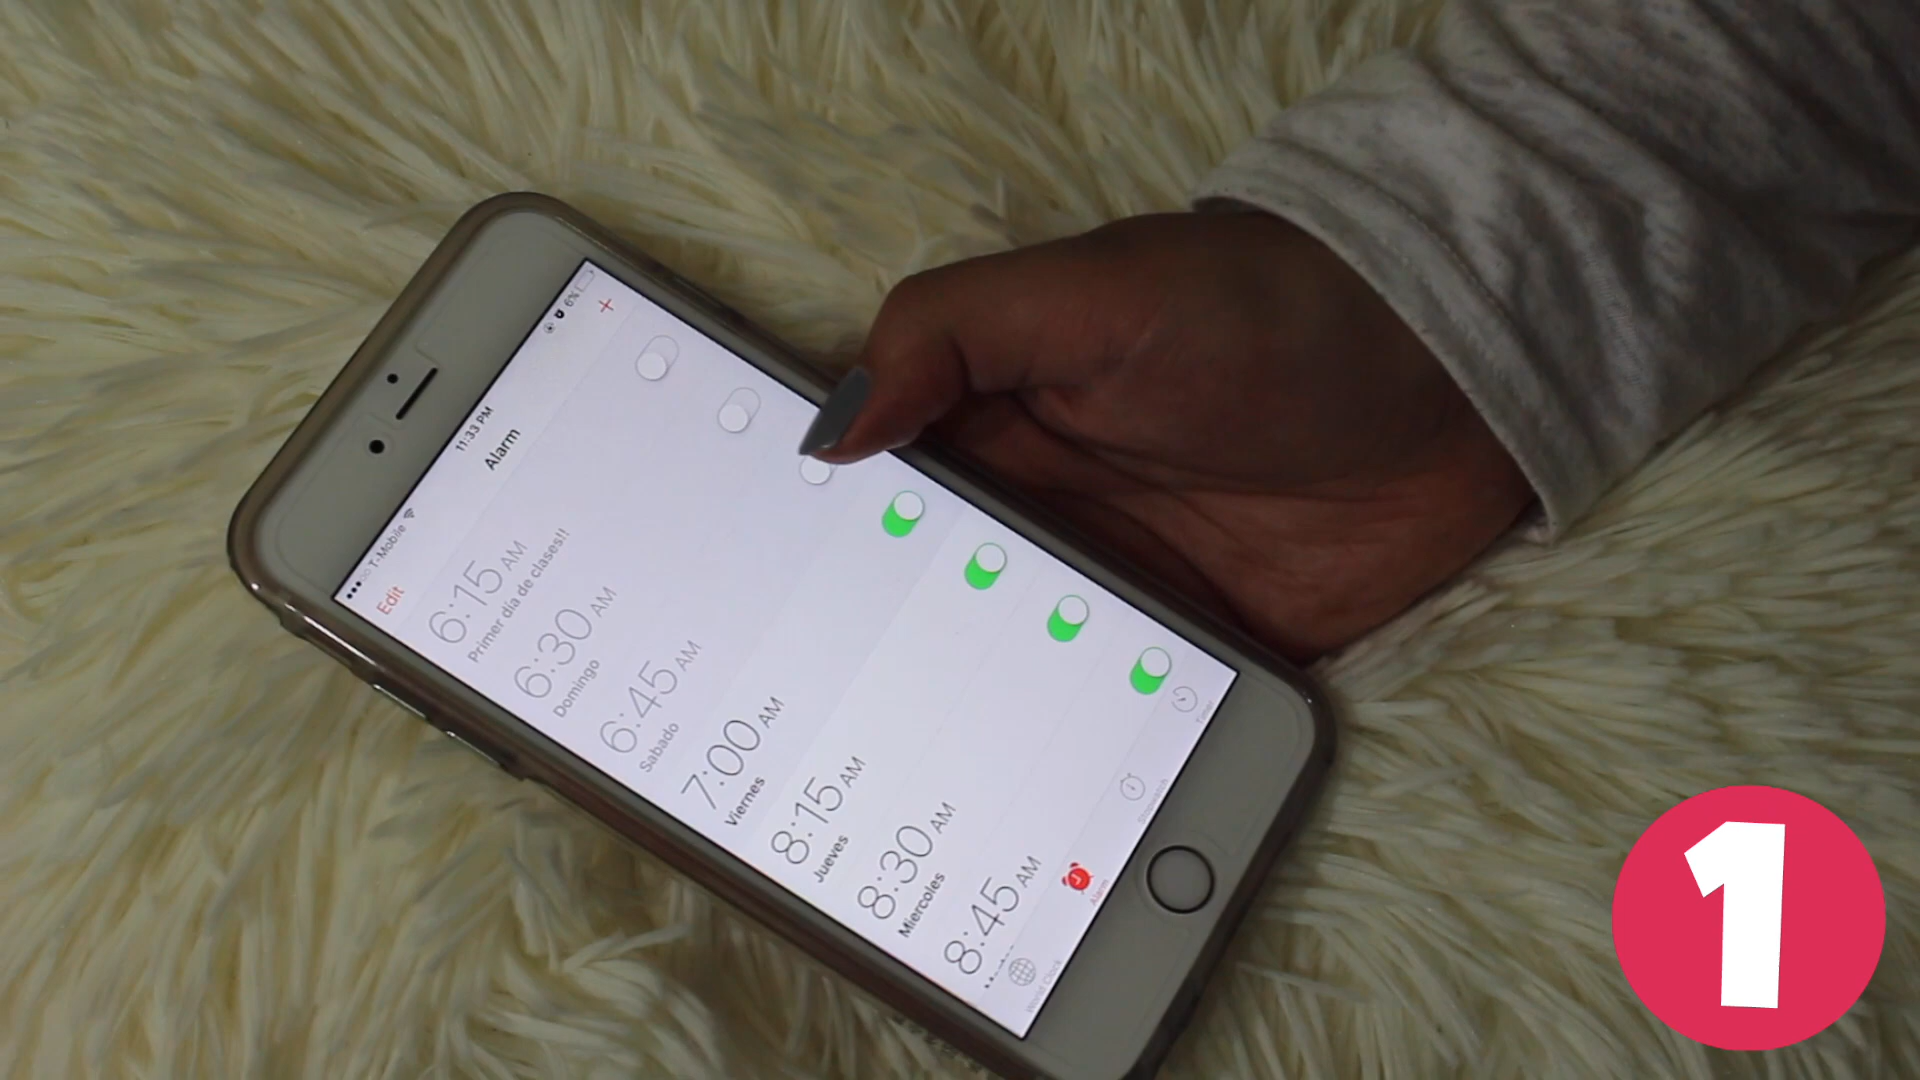 T-Mobile 11:33 PM 6%
Edit Alarm +
6:15 AM
Primer día de clases!!
6:30 AM
Domingo
6:45 AM
Sabado
7:00 AM
Viernes
8:15 AM
Jueves
8:30 AM
Miercoles
8:45 AM
World Clock Alarm Stopwatch Timer
1